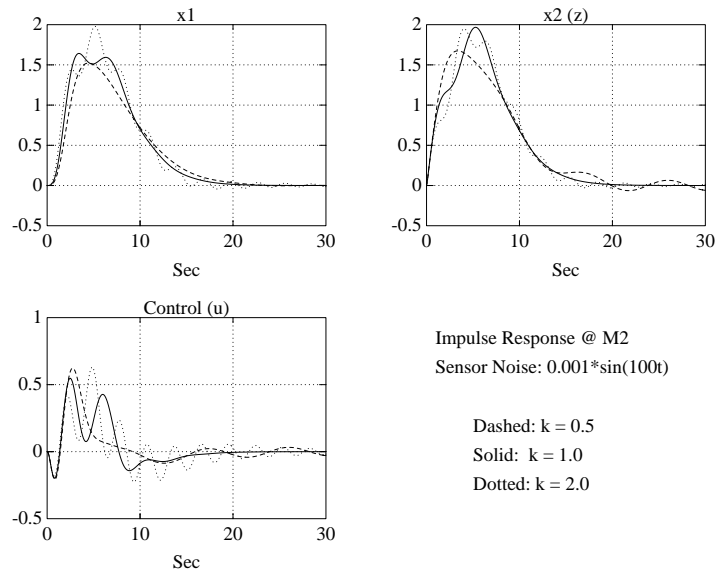 x1
2
1.5
1
0.5
0
-0.5
0 10 20 30
Sec
x2 (z)
2
1.5
1
0.5
0
-0.5
0 10 20 30
Sec
Control (u)
1
0.5
0
-0.5
0 10 20 30
Sec
Impulse Response @ M2
Sensor Noise: 0.001*sin(100t)
Dashed: k = 0.5
Solid: k = 1.0
Dotted: k = 2.0